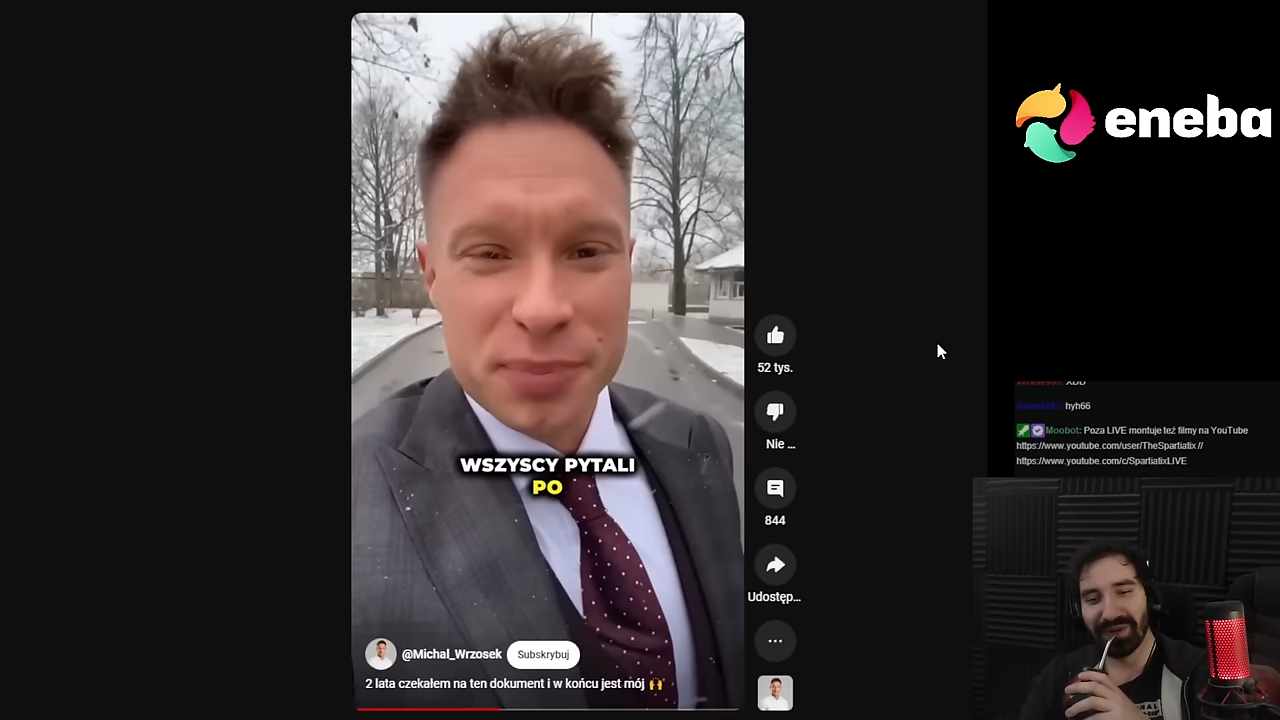 WSZYSCY PYTALI
PO
@Michal_Wrzosek
Subskrybuj
2 lata czekałem na ten dokument i w końcu jest mój
52 tys.
Nie ...
844
Udostęp...
eneba
XDD
hyh66
Moobot: Poza LIVE montuje też filmy na YouTube
https://www.youtube.com/user/TheSpartiatix //
https://www.youtube.com/c/SpartiatixLIVE